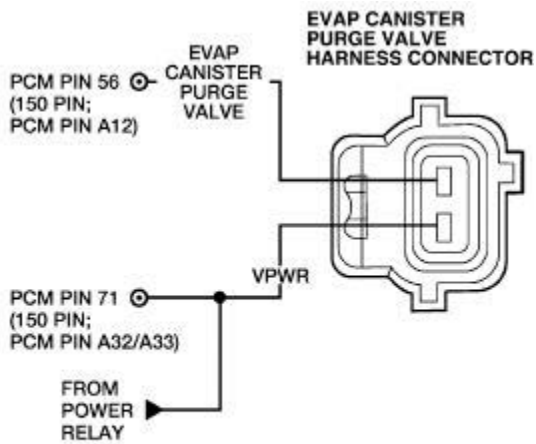 EVAP CANISTER
PURGE VALVE
HARNESS CONNECTOR
EVAP
CANISTER
PURGE
VALVE
PCM PIN 56
(150 PIN;
PCM PIN A12)
VPWR
PCM PIN 71
(150 PIN;
PCM PIN A32/A33)
FROM
POWER
RELAY